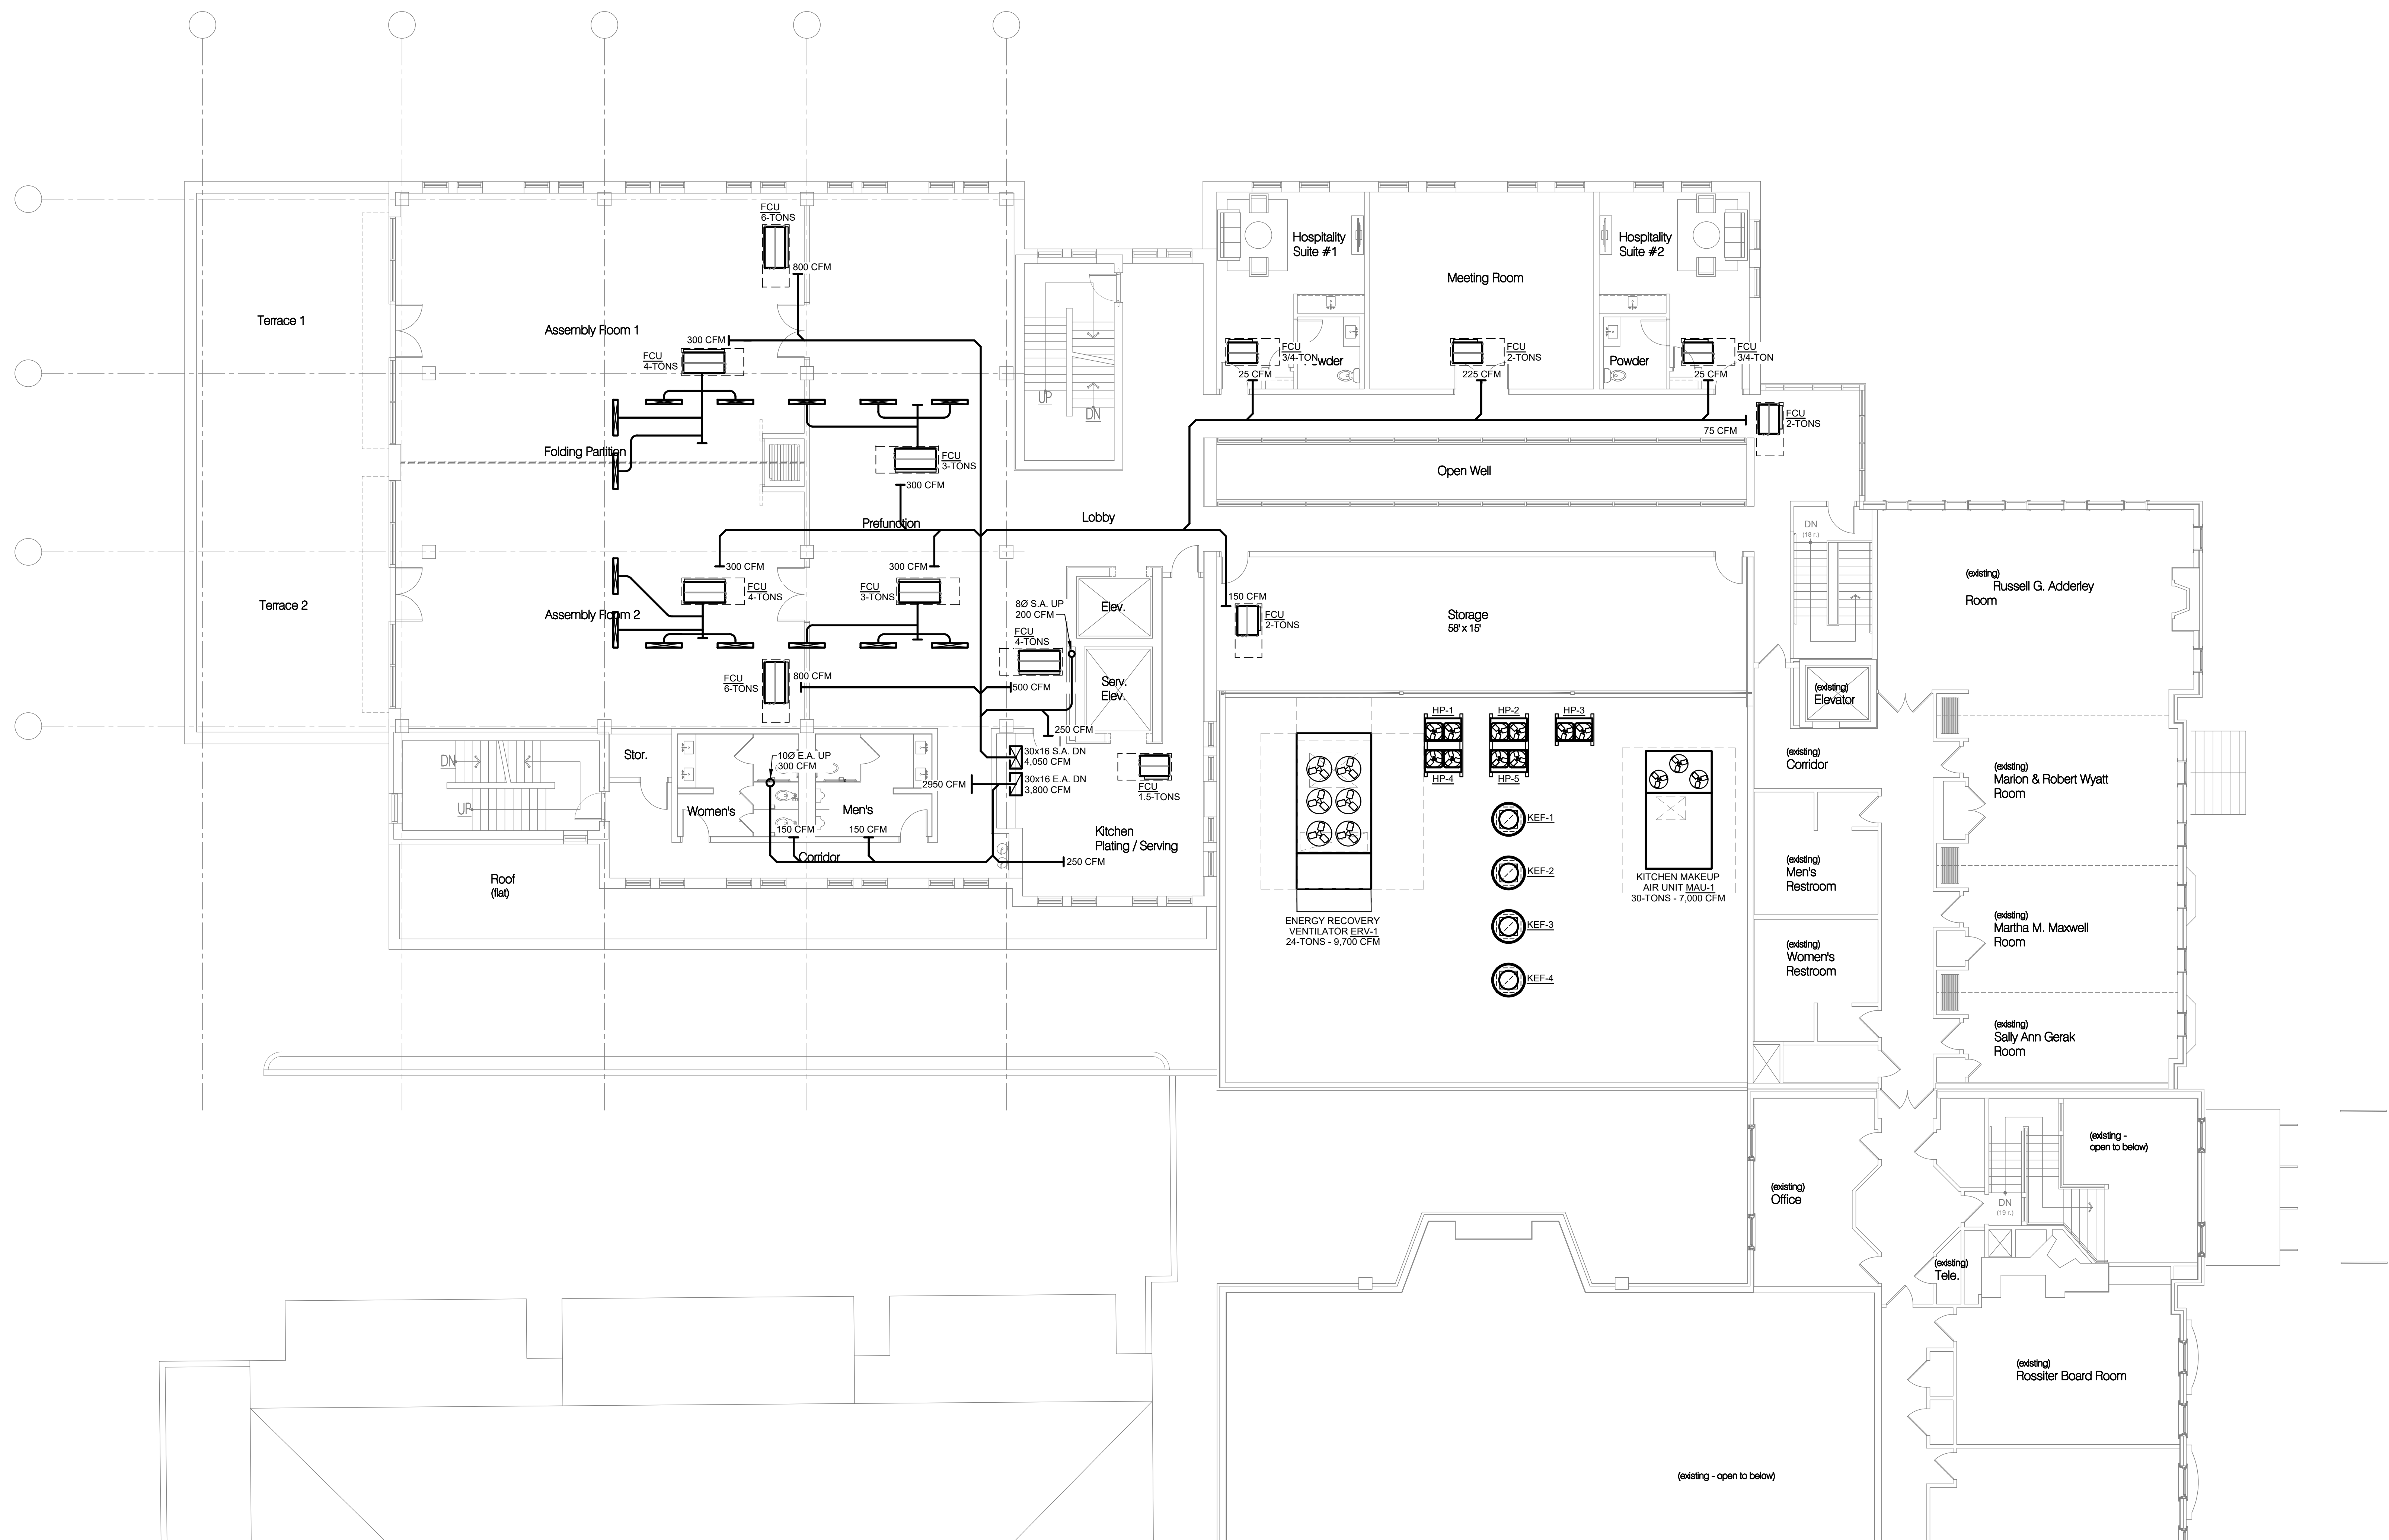 FCU
6-TONS
800 CFM
Terrace 1
Assembly Room 1
300 CFM
FCU
4-TONS
Folding Partition
FCU
3-TONS
300 CFM
Prefunction
Lobby
UP
DN
Hospitality
Suite #1
Meeting Room
Hospitality
Suite #2
FCU
3/4-TON
Powder
25 CFM
FCU
2-TONS
225 CFM
Powder
FCU
3/4-TON
25 CFM
75 CFM
FCU
2-TONS
Open Well
Terrace 2
Assembly Room 2
300 CFM
FCU
4-TONS
300 CFM
FCU
3-TONS
FCU
6-TONS
800 CFM
8Ø S.A. UP
200 CFM
FCU
4-TONS
500 CFM
Elev.
Serv.
Elev.
250 CFM
150 CFM
FCU
2-TONS
Storage
58' x 15'
DN
(18 r.)
(existing)
Russell G. Adderley
Room
(existing)
Elevator
DN
UP
Stor.
10Ø E.A. UP
300 CFM
Women's
Men's
150 CFM
150 CFM
Corridor
2950 CFM
30x16 S.A. DN
4,050 CFM
30x16 E.A. DN
3,800 CFM
FCU
1.5-TONS
Kitchen
Plating / Serving
250 CFM
Roof
(flat)
HP-1
HP-2
HP-3
HP-4
HP-5
KEF-1
KEF-2
KEF-3
KEF-4
ENERGY RECOVERY
VENTILATOR ERV-1
24-TONS - 9,700 CFM
KITCHEN MAKEUP
AIR UNIT MAU-1
30-TONS - 7,000 CFM
(existing)
Corridor
(existing)
Marion & Robert Wyatt
Room
(existing)
Men's
Restroom
(existing)
Martha M. Maxwell
Room
(existing)
Women's
Restroom
(existing)
Sally Ann Gerak
Room
(existing -
open to below)
(existing)
Office
DN
(19 r.)
(existing)
Tele.
(existing)
Rossiter Board Room
(existing - open to below)